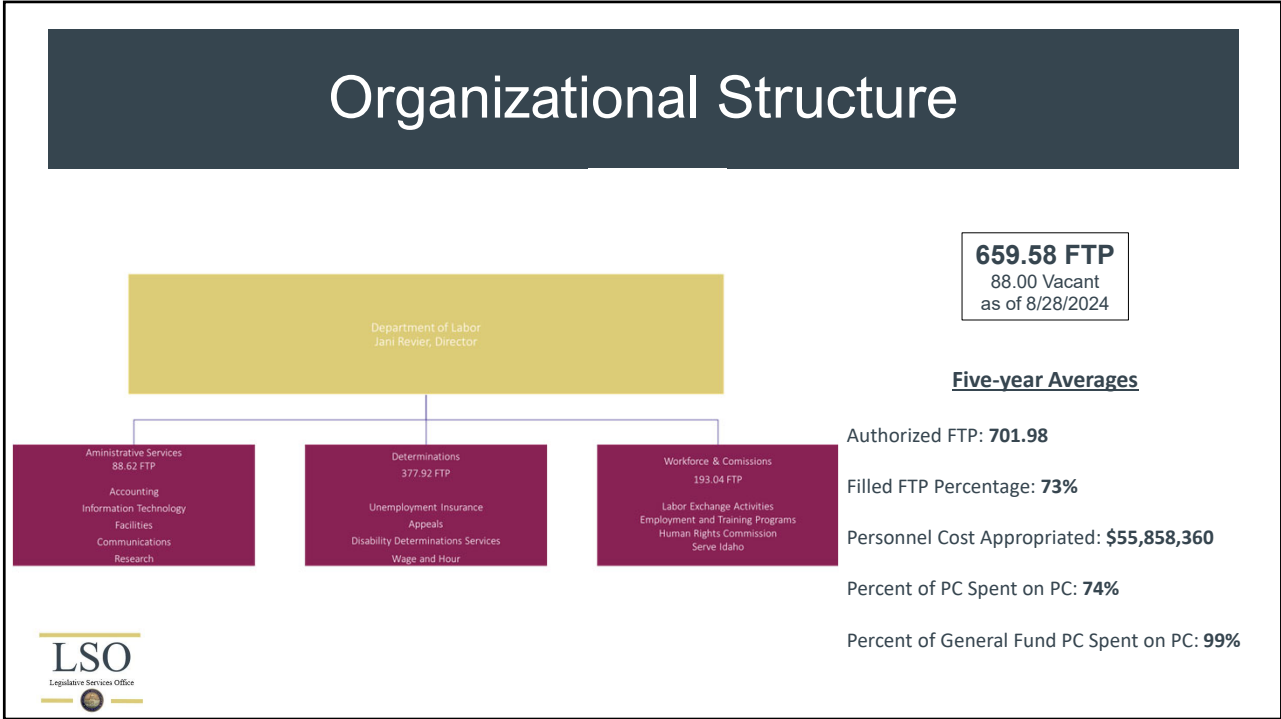 Organizational Structure
659.58 FTP
88.00 Vacant
as of 8/28/2024
Department of Labor
Jani Revier, Director
Aministrative Services
88.62 FTP
Accounting
Information Technology
Facilities
Communications
Research
Determinations
377.92 FTP
Unemployment Insurance
Appeals
Disability Determinations Services
Wage and Hour
Workforce & Comissions
193.04 FTP
Labor Exchange Activities
Employment and Training Programs
Human Rights Commission
Serve Idaho
Five-year Averages
Authorized FTP: 701.98
Filled FTP Percentage: 73%
Personnel Cost Appropriated: $55,858,360
Percent of PC Spent on PC: 74%
Percent of General Fund PC Spent on PC: 99%
LSO
Legislative Services Office